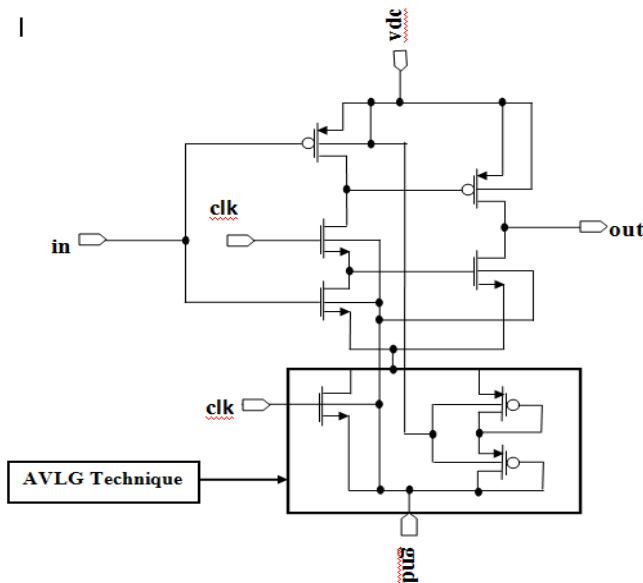 vdc
clk
in
out
clk
AVLG Technique
gnd